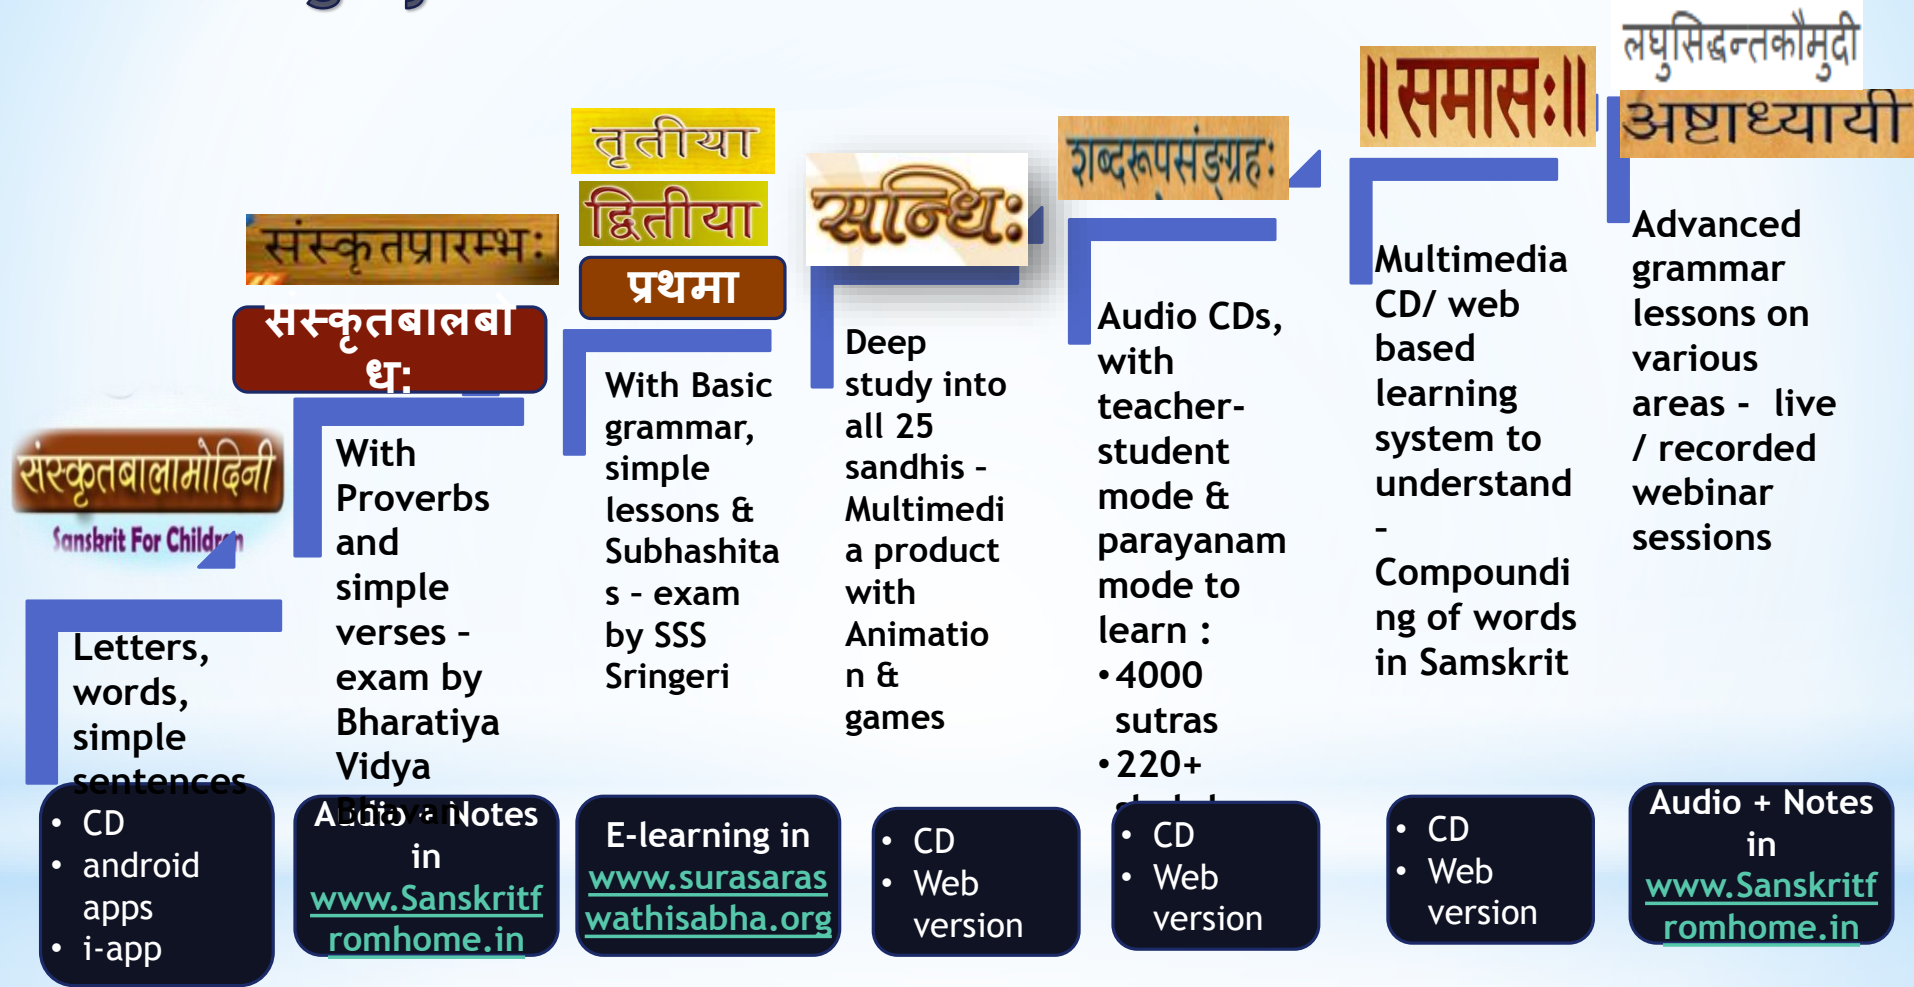 संस्कृतबालामोदिनी
Sanskrit For Children
Letters,
words,
simple
sentences
• CD
• android
apps
• i-app
संस्कृतप्रारम्भः
संस्कृतबालबो
ध:
With
Proverbs
and
simple
verses –
exam by
Bharatiya
Vidya
Bhavan
Audio + Notes
in
www.Sanskritf
romhome.in
तृतीया
द्वितीया
प्रथमा
With Basic
grammar,
simple
lessons &
Subhashita
s – exam
by SSS
Sringeri
E-learning in
www.surasaras
wathisabha.org
सन्धिः
Deep
study into
all 25
sandhis –
Multimedi
a product
with
Animatio
n &
games
• CD
• Web
version
शब्दरूपसंङ्ग्रहः
Audio CDs,
with
teacher-
student
mode &
parayanam
mode to
learn :
•4000
sutras
•220+
• CD
• Web
version
॥समासः॥
Multimedia
CD/ web
based
learning
system to
understand
–
Compoundi
ng of words
in Samskrit
• CD
• Web
version
लघुसिद्धन्तकौमुदी
अष्टाध्यायी
Advanced
grammar
lessons on
various
areas - live
/ recorded
webinar
sessions
Audio + Notes
in
www.Sanskritf
romhome.in